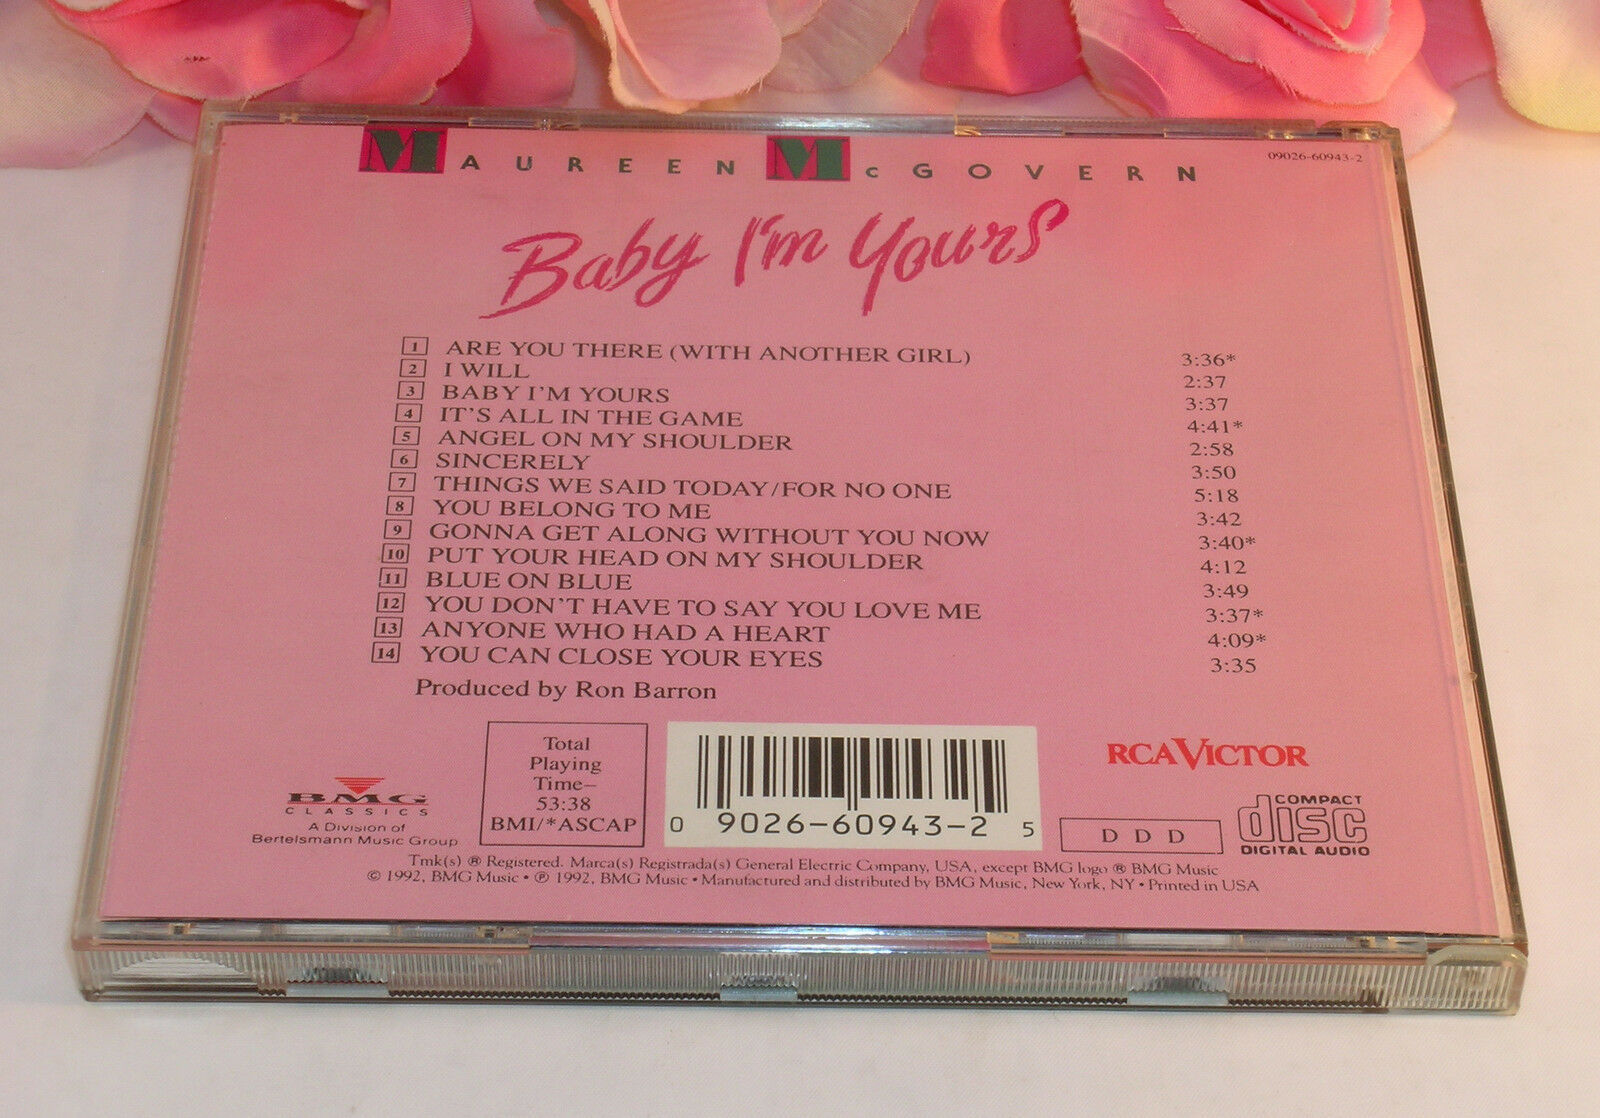 MAUREEN McGOVERN
09026-60943-2
Baby I'm Yours
1 ARE YOU THERE (WITH ANOTHER GIRL) 3:36*
2 I WILL 2:37
3 BABY I'M YOURS 3:37
4 IT'S ALL IN THE GAME 4:41*
5 ANGEL ON MY SHOULDER 2:58
6 SINCERELY 3:50
7 THINGS WE SAID TODAY/FOR NO ONE 5:18
8 YOU BELONG TO ME 3:42
9 GONNA GET ALONG WITHOUT YOU NOW 3:40*
10 PUT YOUR HEAD ON MY SHOULDER 4:12
11 BLUE ON BLUE 3:49
12 YOU DON'T HAVE TO SAY YOU LOVE ME 3:37*
13 ANYONE WHO HAD A HEART 4:09*
14 YOU CAN CLOSE YOUR EYES 3:35
Produced by Ron Barron
BMG
CLASSICS
A Division of
Bertelsmann Music Group
Total
Playing
Time–
53:38
BMI/*ASCAP
0 9026-60943-2 5
RCA VICTOR
DDD
COMPACT
disc
DIGITAL AUDIO
Tmk(s) ® Registered. Marca(s) Registrada(s) General Electric Company, USA, except BMG logo ® BMG Music
© 1992, BMG Music • ℗ 1992, BMG Music • Manufactured and distributed by BMG Music, New York, NY • Printed in USA